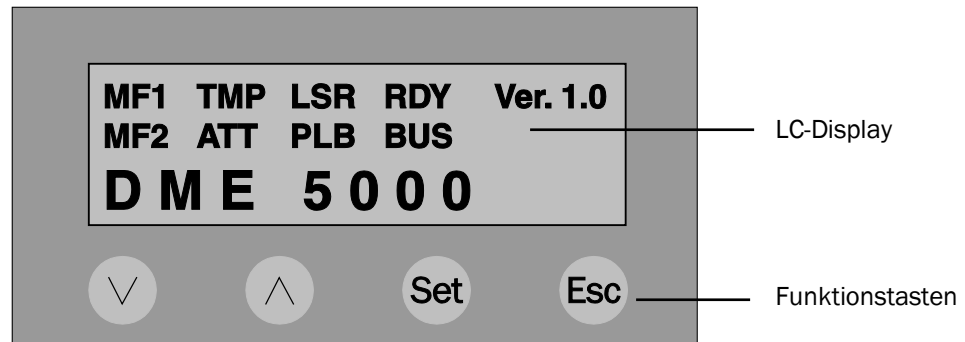 MF1 TMP LSR RDY Ver. 1.0
MF2 ATT PLB BUS
DME 5000
LC-Display
Set Esc
Funktionstasten